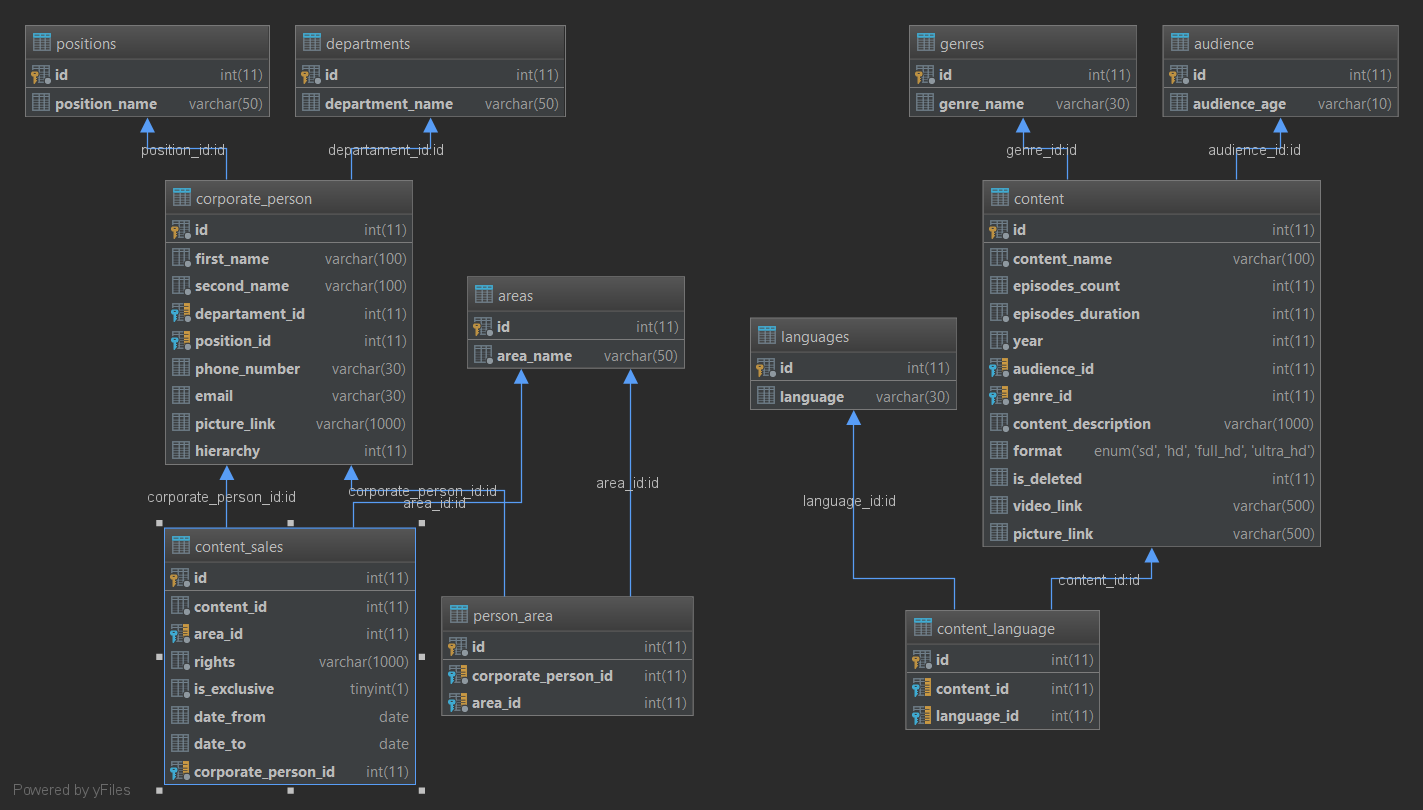 positions
id int(11)
position_name varchar(50)
departments
id int(11)
department_name varchar(50)
genres
id int(11)
genre_name varchar(30)
audience
id int(11)
audience_age varchar(10)
position_id:id
departament_id:id
genre_id:id
audience_id:id
corporate_person
id int(11)
first_name varchar(100)
second_name varchar(100)
departament_id int(11)
position_id int(11)
phone_number varchar(30)
email varchar(30)
picture_link varchar(1000)
hierarchy int(11)
areas
id int(11)
area_name varchar(50)
languages
id int(11)
language varchar(30)
content
id int(11)
content_name varchar(100)
episodes_count int(11)
episodes_duration int(11)
year int(11)
audience_id int(11)
genre_id int(11)
content_description varchar(1000)
format enum('sd', 'hd', 'full_hd', 'ultra_hd')
is_deleted int(11)
video_link varchar(500)
picture_link varchar(500)
corporate_person_id:id
corporate_person_id:id
area_id:id
area_id:id
language_id:id
content_id:id
content_sales
id int(11)
content_id int(11)
area_id int(11)
rights varchar(1000)
is_exclusive tinyint(1)
date_from date
date_to date
corporate_person_id int(11)
person_area
id int(11)
corporate_person_id int(11)
area_id int(11)
content_language
id int(11)
content_id int(11)
language_id int(11)
Powered by yFiles